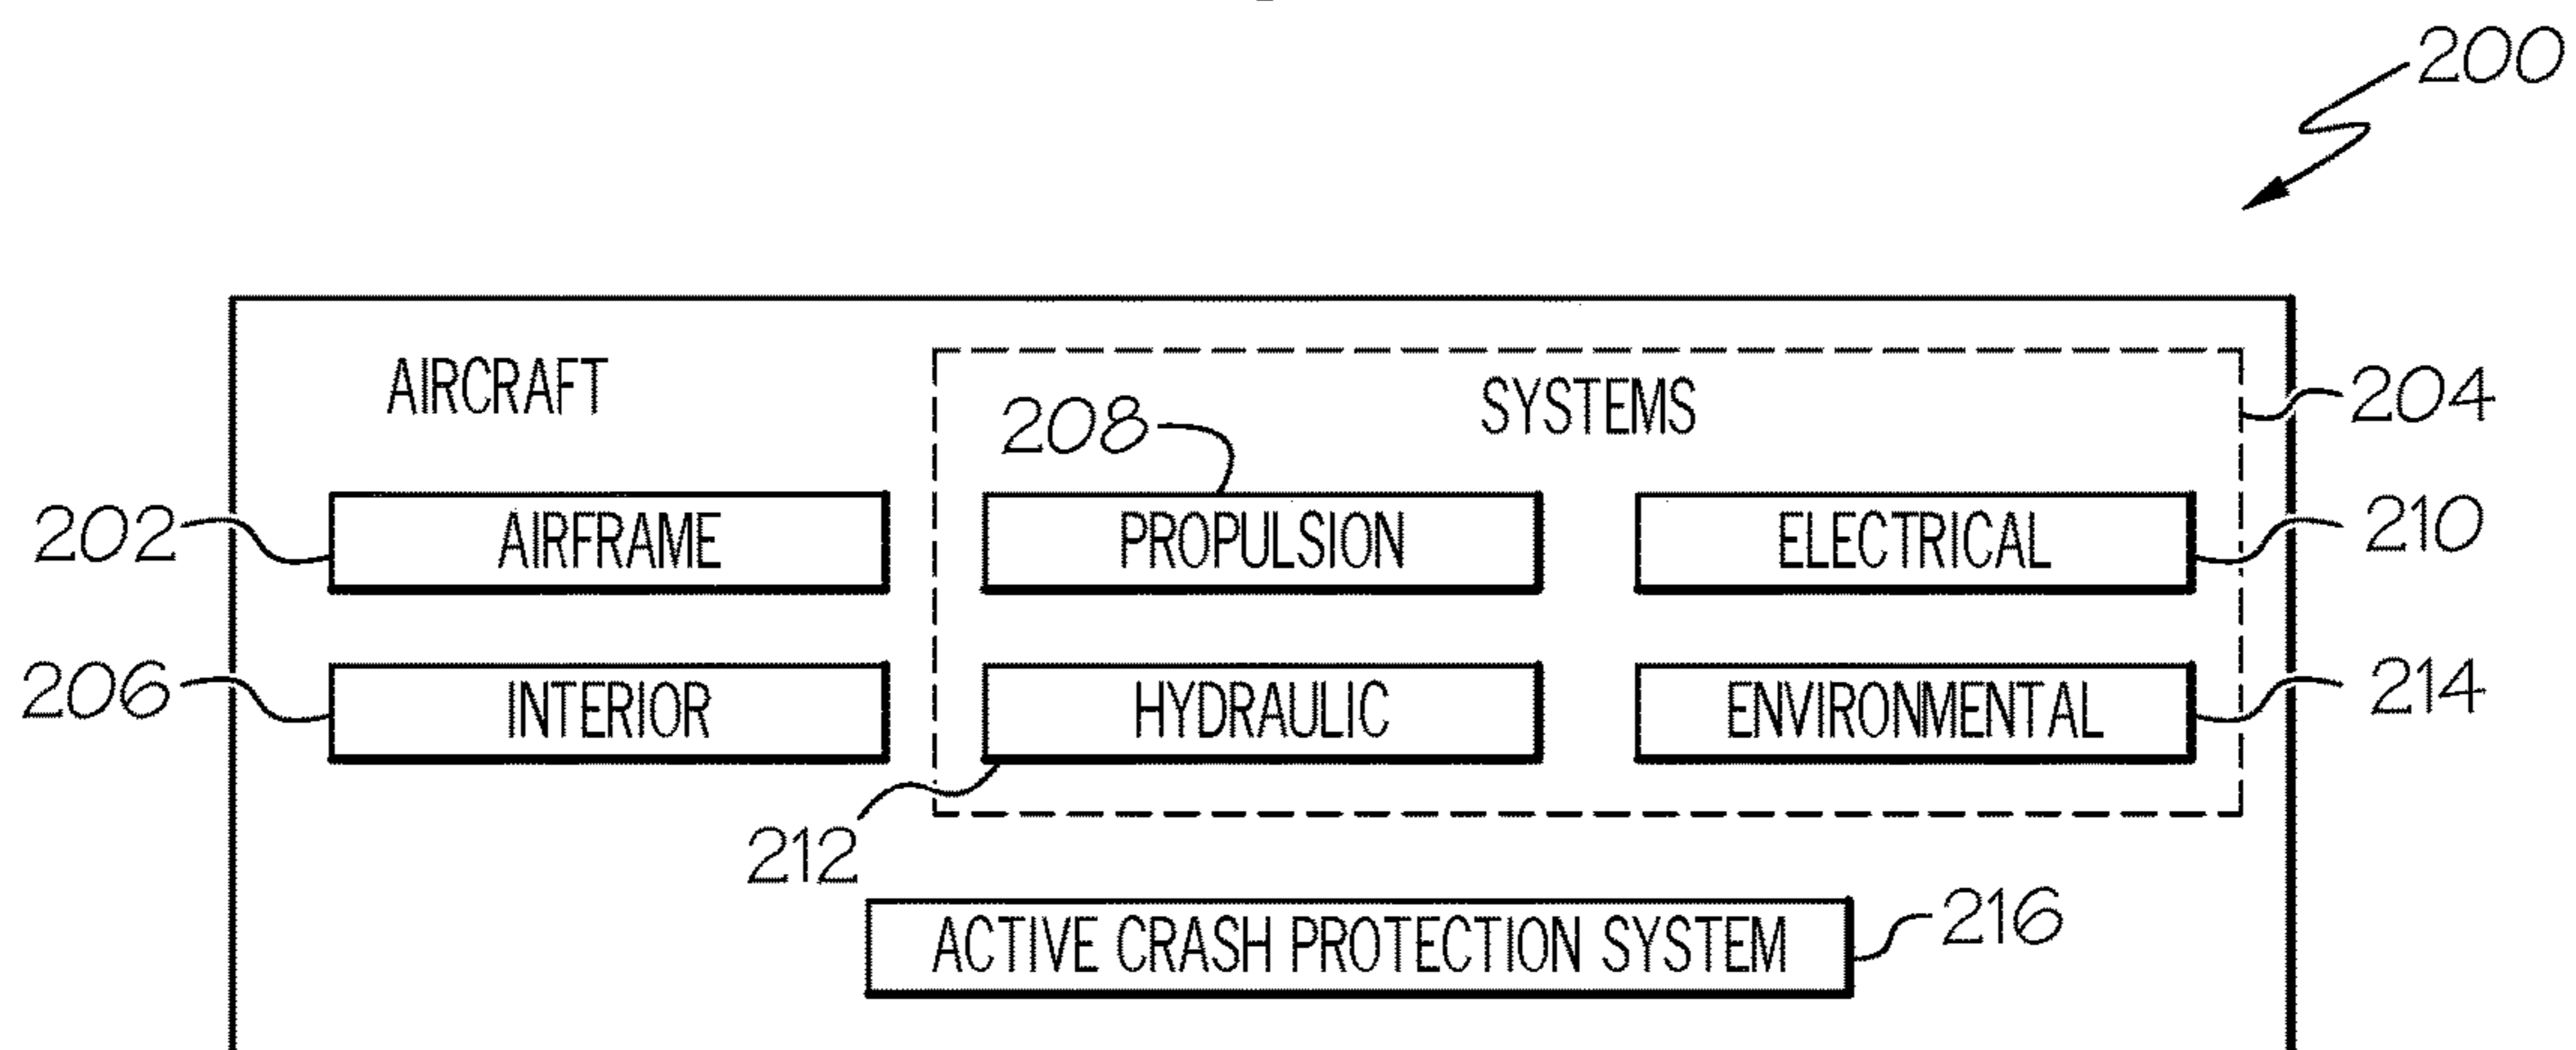 200
AIRCRAFT
SYSTEMS
204
208
202
AIRFRAME
PROPULSION
ELECTRICAL
210
206
INTERIOR
HYDRAULIC
ENVIRONMENTAL
214
212
ACTIVE CRASH PROTECTION SYSTEM
216